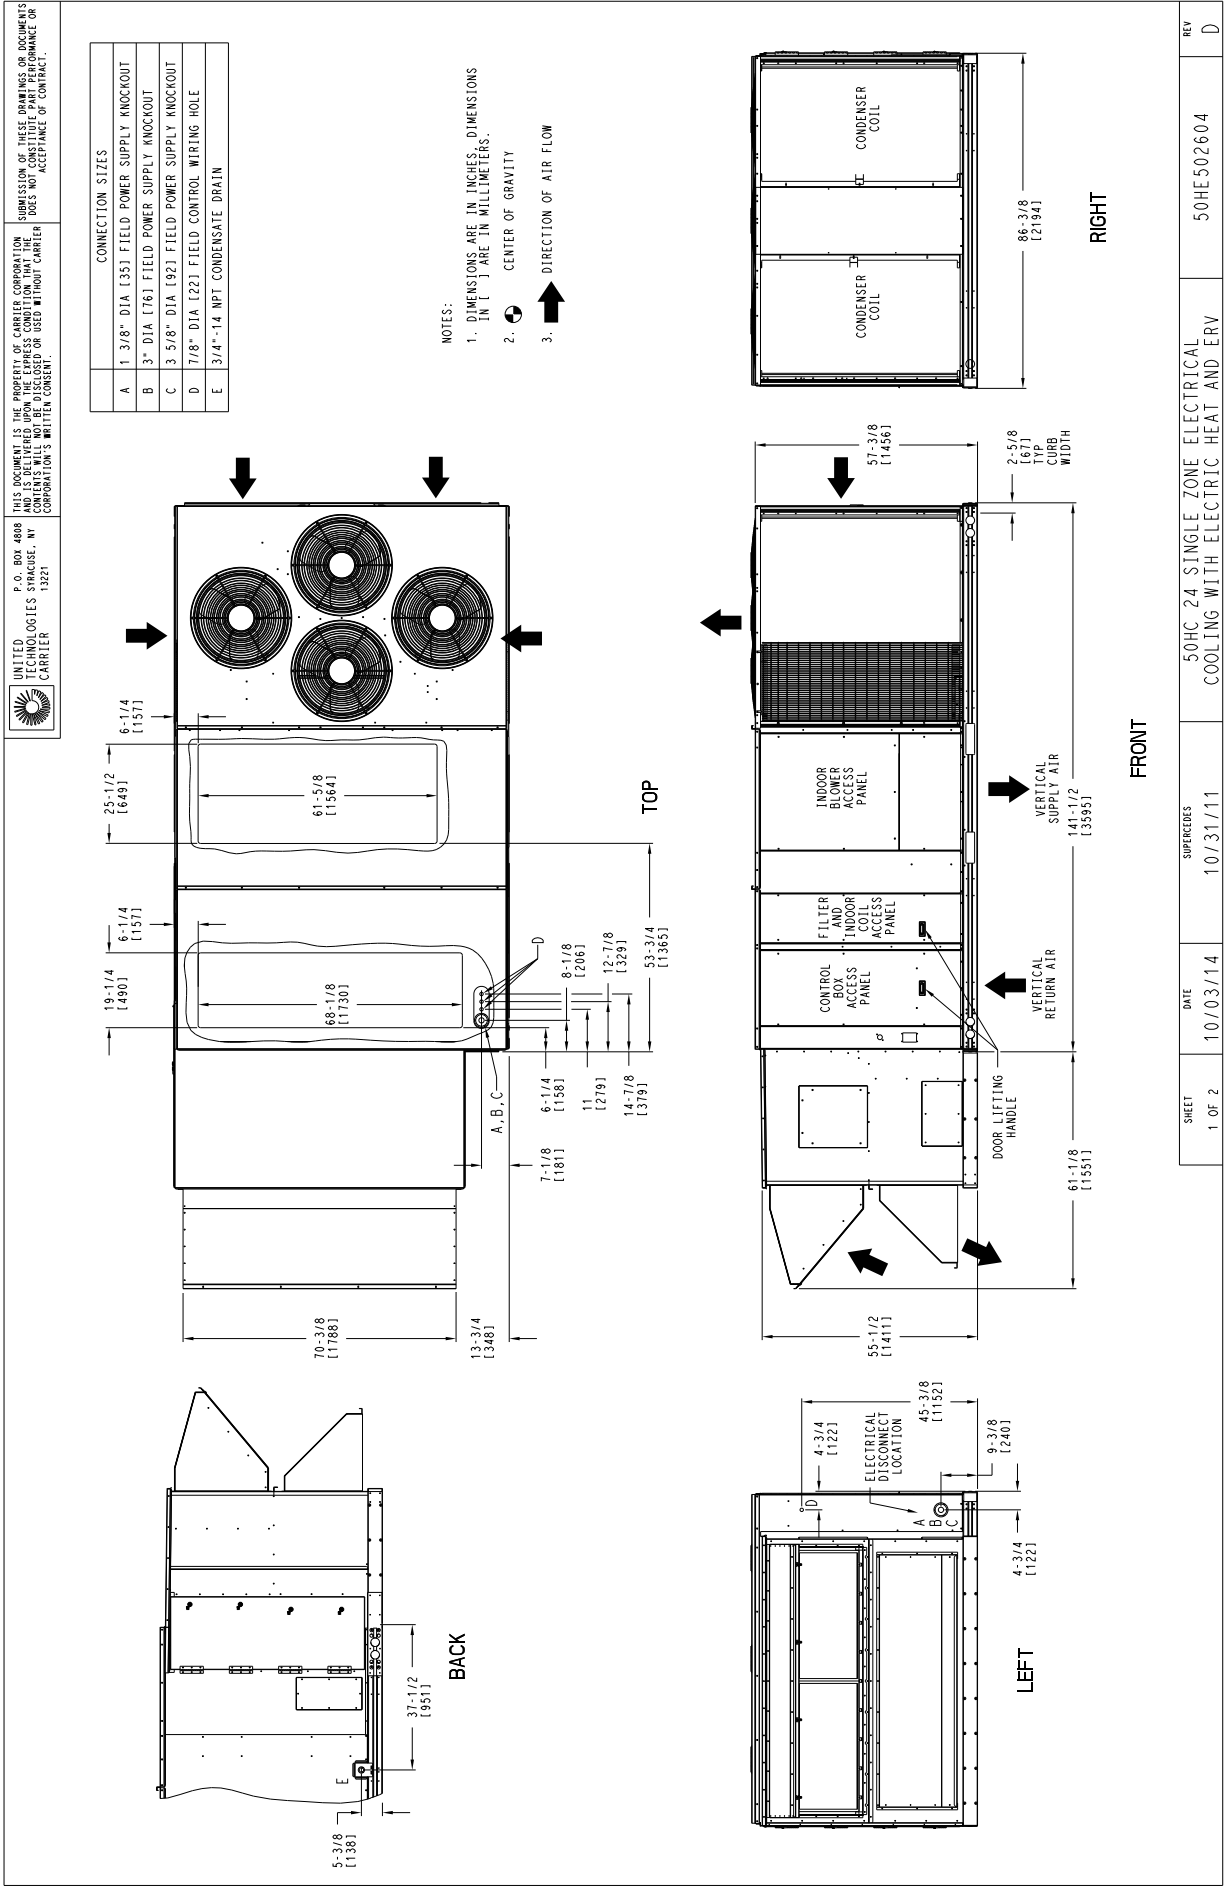 UNITED
TECHNOLOGIES
CARRIER
P.O. BOX 4808
SYRACUSE, NY
13221
THIS DOCUMENT IS THE PROPERTY OF CARRIER CORPORATION
AND IS DELIVERED UPON THE EXPRESS CONDITION THAT THE
CONTENTS WILL NOT BE DISCLOSED OR USED WITHOUT CARRIER
CORPORATION'S WRITTEN CONSENT.
SUBMISSION OF THESE DRAWINGS OR DOCUMENTS
DOES NOT CONSTITUTE PART PERFORMANCE OR
ACCEPTANCE OF CONTRACT.
CONNECTION SIZES
A 1 3/8" DIA [35] FIELD POWER SUPPLY KNOCKOUT
B 3" DIA [76] FIELD POWER SUPPLY KNOCKOUT
C 3 5/8" DIA [92] FIELD POWER SUPPLY KNOCKOUT
D 7/8" DIA [22] FIELD CONTROL WIRING HOLE
E 3/4"-14 NPT CONDENSATE DRAIN
NOTES:
1. DIMENSIONS ARE IN INCHES, DIMENSIONS
IN [ ] ARE IN MILLIMETERS.
2. CENTER OF GRAVITY
3. DIRECTION OF AIR FLOW
19-1/4
[490]
6-1/4
[157]
25-1/2
[649]
6-1/4
[157]
68-1/8
[1730]
61-5/8
[1564]
D
A,B,C
7-1/8
[181]
6-1/4
[158]
8-1/8
[206]
11
[279]
12-7/8
[329]
14-7/8
[379]
53-3/4
[1365]
70-3/8
[1788]
13-3/4
[348]
TOP
E
5-3/8
[138]
37-1/2
[951]
BACK
D
4-3/4
[122]
ELECTRICAL
DISCONNECT
LOCATION
A
B
C
45-3/8
[1152]
9-3/8
[240]
4-3/4
[122]
LEFT
55-1/2
[1411]
61-1/8
[1551]
DOOR LIFTING
HANDLE
CONTROL
BOX
ACCESS
PANEL
FILTER
AND
INDOOR
COIL
ACCESS
PANEL
INDOOR
BLOWER
ACCESS
PANEL
VERTICAL
RETURN AIR
VERTICAL
SUPPLY AIR
141-1/2
[3595]
57-3/8
[1456]
2-5/8
[67]
TYP
CURB
WIDTH
FRONT
CONDENSER
COIL
CONDENSER
COIL
86-3/8
[2194]
RIGHT
SHEET
1 OF 2
DATE
10/03/14
SUPERCEDES
10/31/11
50HC 24 SINGLE ZONE ELECTRICAL
COOLING WITH ELECTRIC HEAT AND ERV
50HE502604
REV
D